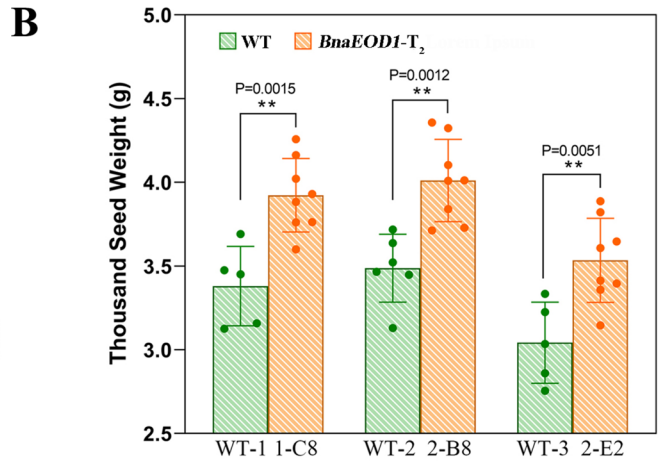 B
WT BnaEOD1-T₂
Thousand Seed Weight (g)
5.0
4.5
4.0
3.5
3.0
2.5
P=0.0015
**
P=0.0012
**
P=0.0051
**
WT-1 1-C8 WT-2 2-B8 WT-3 2-E2